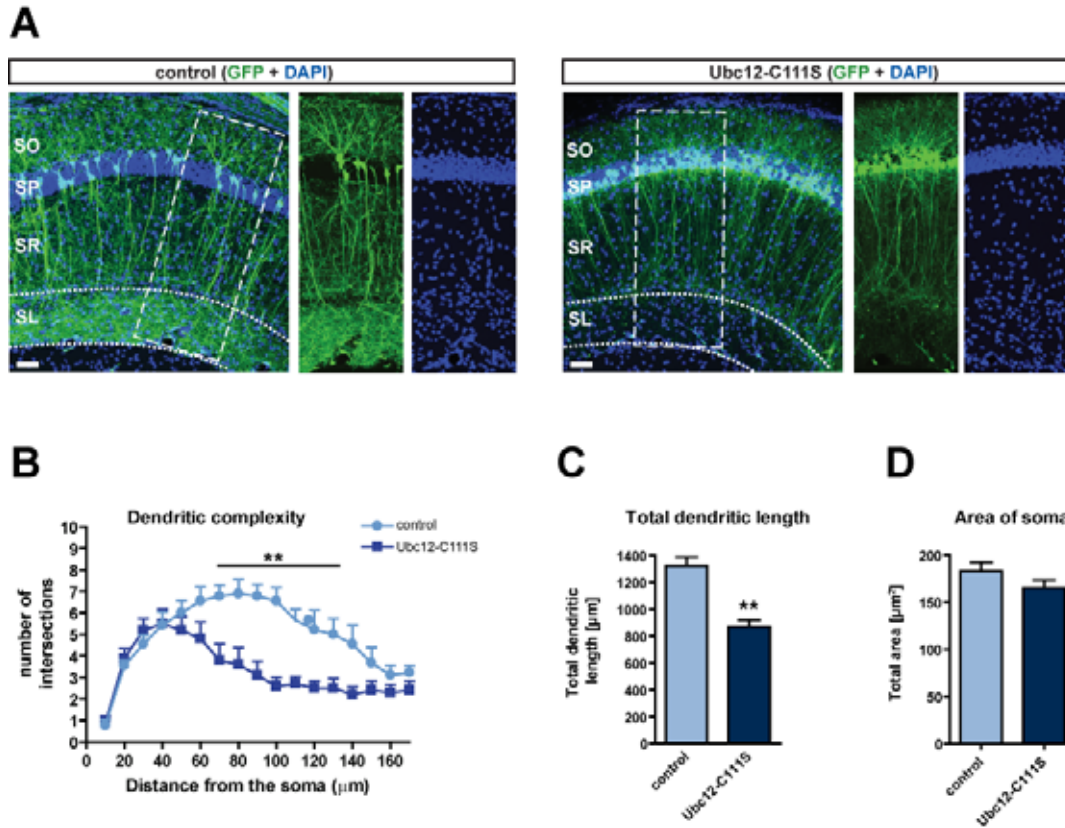 A
control (GFP + DAPI)
SO
SP
SR
SL
Ubc12-C111S (GFP + DAPI)
SO
SP
SR
SL
B
Dendritic complexity
control
Ubc12-C111S
**
number of
intersections
10
9
8
7
6
5
4
3
2
1
0
0 20 40 60 80 100 120 140 160
Distance from the soma (μm)
C
Total dendritic length
Total dendritic
length [μm]
1400
1200
1000
800
600
400
200
0
**
control
Ubc12-C111S
D
Area of soma
Total area [μm²]
200
150
100
50
0
control
Ubc12-C111S